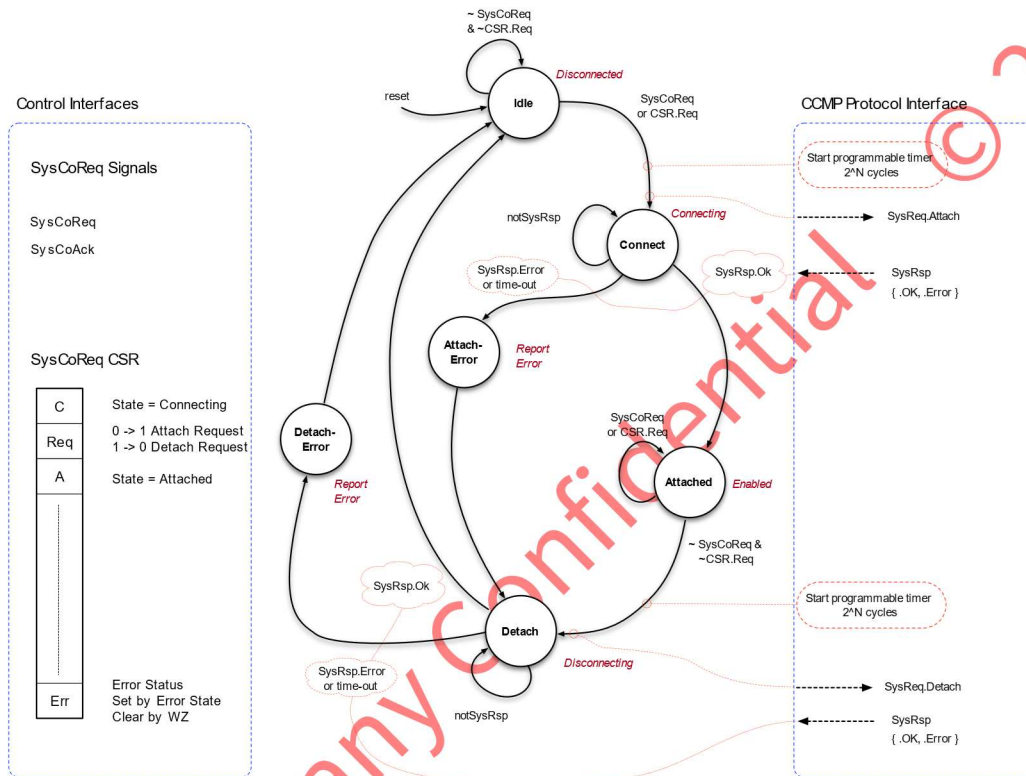 ~ SysCoReq
& ~CSR.Req
Disconnected
reset
Idle
Control Interfaces
SysCoReq
or CSR.Req
CCMP Protocol Interface
© 2
Start programmable timer
2^N cycles
SysCoReq Signals
SysCoReq
SysCoAck
notSysRsp
Connecting
Connect
SysReq.Attach
SysRsp.Error
or time-out
SysRsp.Ok
SysRsp
{ .OK, .Error }
Attach-
Error
Report
Error
SysCoReq CSR
C
State = Connecting
Req
0 -> 1 Attach Request
1 -> 0 Detach Request
A
State = Attached
Detach-
Error
Report
Error
SysCoReq
or CSR.Req
Attached
Enabled
~ SysCoReq &
~CSR.Req
SysRsp.Ok
Start programmable timer
2^N cycles
Detach
Disconnecting
SysRsp.Error
or time-out
notSysRsp
Err
Error Status
Set by Error State
Clear by WZ
SysReq.Detach
SysRsp
{ .OK, .Error }
any Confidential